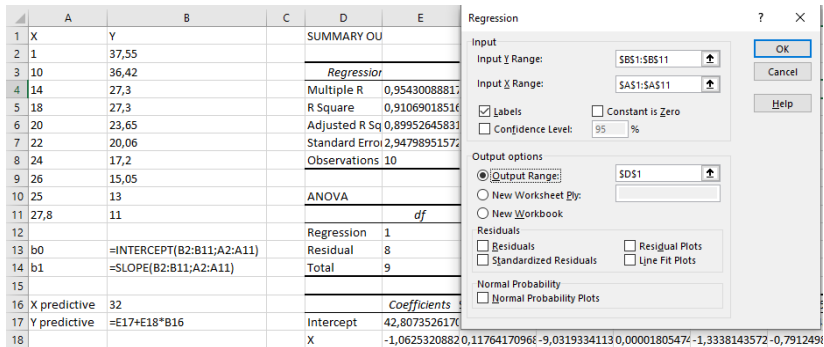 A B C D E
1 X Y SUMMARY OU
2 1 37,55
3 10 36,42 Regression
4 14 27,3 Multiple R 0,95430088817
5 18 27,3 R Square 0,91069018516
6 20 23,65 Adjusted R Sq 0,89952645831
7 22 20,06 Standard Erro 2,94798951572
8 24 17,2 Observations 10
9 26 15,05
10 25 13 ANOVA
11 27,8 11 df
12 Regression 1
13 b0 =INTERCEPT(B2:B11;A2:A11) Residual 8
14 b1 =SLOPE(B2:B11;A2:A11) Total 9
15
16 X predictive 32 Coefficients
17 Y predictive =E17+E18*B16 Intercept 42,8073526170
18 X -1,0625320882 0,11764170968 -9,0319334113 0,00001805474 -1,3338143572 -0,7912498
Regression ? ×
Input
Input Y Range: $B$1:$B$11
Input X Range: $A$1:$A$11
Labels Constant is Zero
Confidence Level: 95 %
OK
Cancel
Help
Output options
Output Range: $D$1
New Worksheet Ply:
New Workbook
Residuals
Residuals Residual Plots
Standardized Residuals Line Fit Plots
Normal Probability
Normal Probability Plots